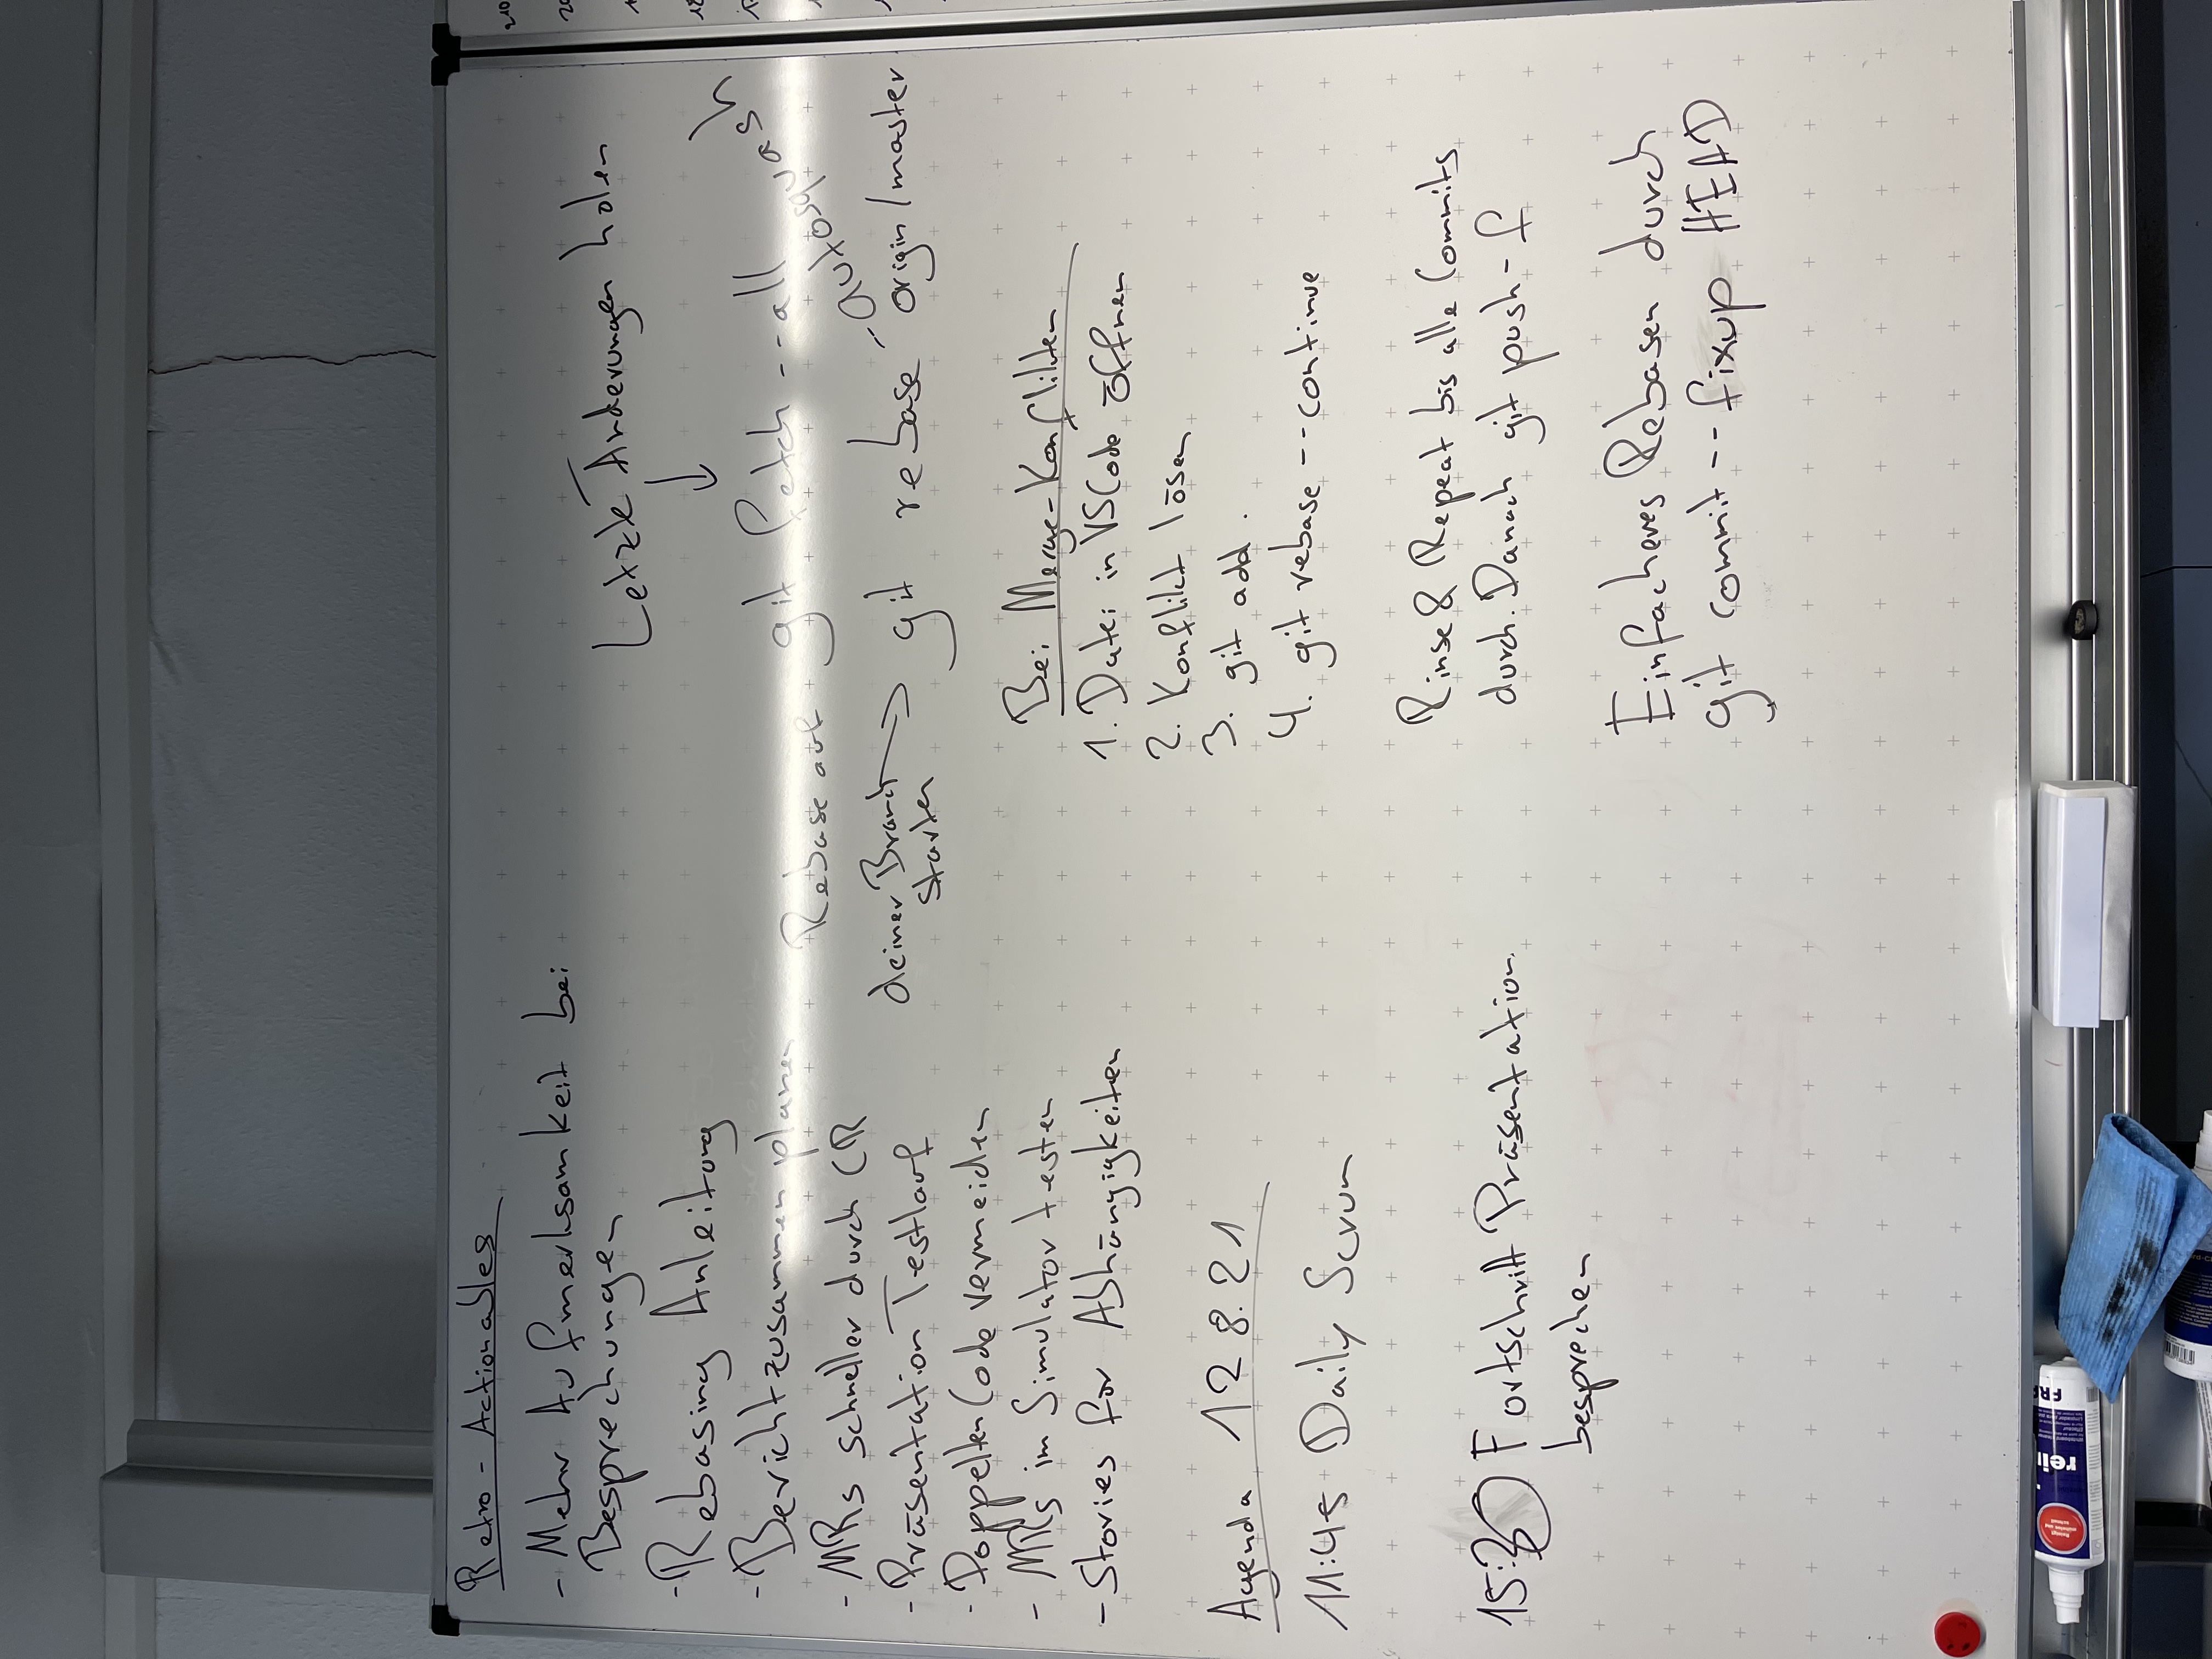 Retro - Actionables
- Mehr Aufmerksamkeit bei
Besprechungen
- Rebasing Anleitung
- Bericht zusammen planen
- MRs schneller durch CR
- Präsentation Testlauf
- Doppelten Code vermeiden
- MRs im Simulator testen
- Stories für Abhängigkeiten
Agenda 12 8.21
11:45 Daily Scrum
15:30 Fortschritt Präsentation
besprechen
Letzte Änderungen holen
↓
git fetch --all
Rebase auf
deiner Branch
starten
→ git rebase --autosquash origin/master
Bei Merge-Konflikten
1. Datei in VSCode öffnen
2. Konflikt lösen
3. git add .
4. git rebase --continue
Rinse & Repeat bis alle Commits
durch. Danach git push -f
Einfacheres Rebasen durch
git commit --fixup HEAD
rei
FR
210
20